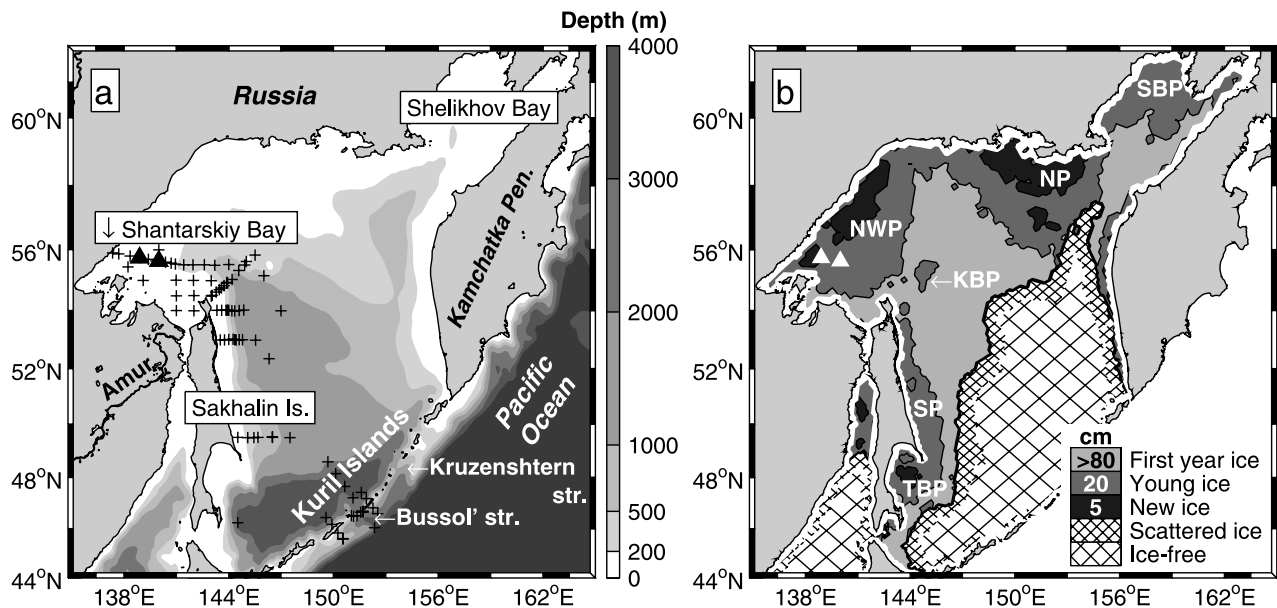 Depth (m)
a
Russia
Shelikhov Bay
60°N
↓ Shantarskiy Bay
56°N
Kamchatka Pen.
52°N
Amur
Sakhalin Is.
Pacific
Ocean
Kuril Islands
←Kruzenshtern
str.
←Bussol' str.
48°N
44°N
138°E
144°E
150°E
156°E
162°E
4000
3000
2000
1000
500
200
0
b
SBP
60°N
NP
NWP
56°N
←KBP
52°N
SP
TBP
48°N
44°N
cm
>80 First year ice
20 Young ice
5 New ice
Scattered ice
Ice-free
138°E
144°E
150°E
156°E
162°E